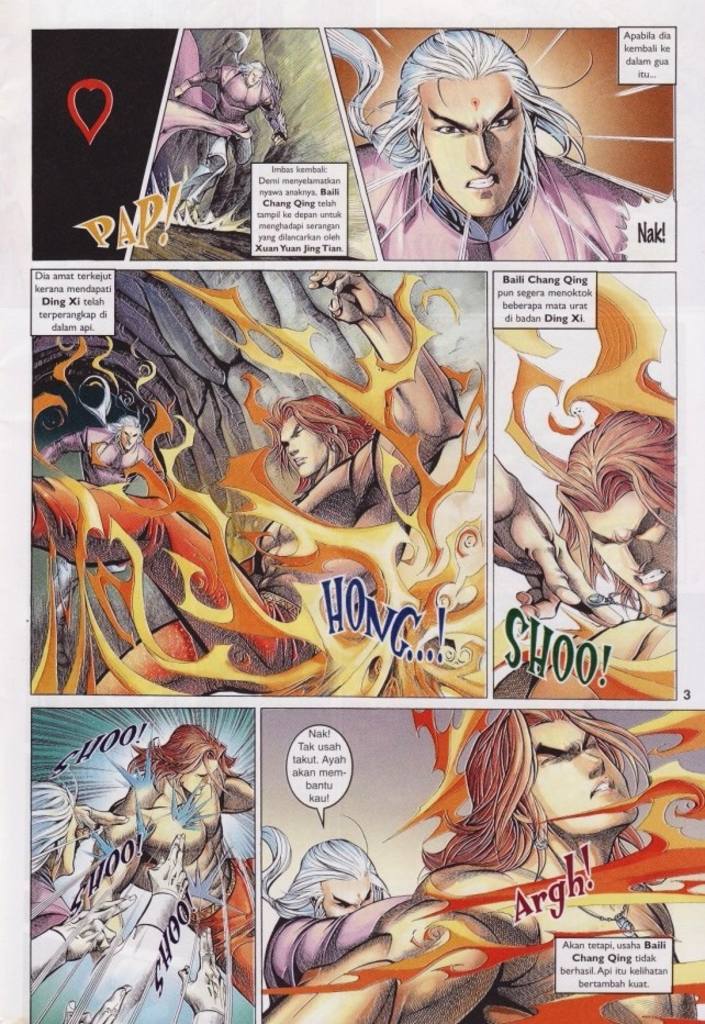 PAP!
Imbas kembali:
Demi menyelamatkan
nyawa anaknya, Baili
Chang Qing telah
tampil ke depan untuk
menghadapi serangan
yang dilancarkan oleh
Xuan Yuan Jing Tian.
Apabila dia
kembali ke
dalam gua
itu...
Nak!
Dia amat terkejut
kerana mendapati
Ding Xi telah
terperangkap di
dalam api.
HONG...!
Baili Chang Qing
pun segera menoktok
beberapa mata urat
di badan Ding Xi.
SHOO!
3
SHOO!
SHOO!
SHOO!
Nak!
Tak usah
takut. Ayah
akan mem-
bantu
kau!
Argh!
Akan tetapi, usaha Baili
Chang Qing tidak
berhasil. Api itu kelihatan
bertambah kuat.